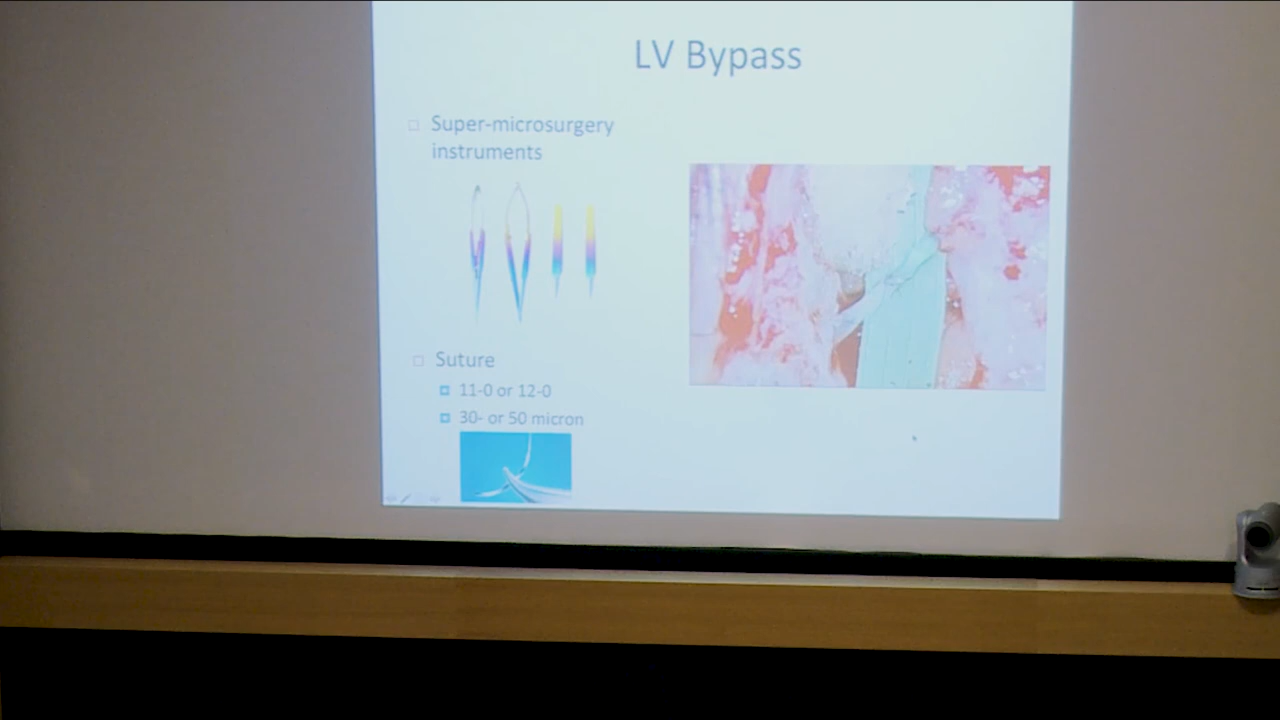 LV Bypass
Super-microsurgery
instruments
Suture
11-0 or 12-0
30- or 50 micron